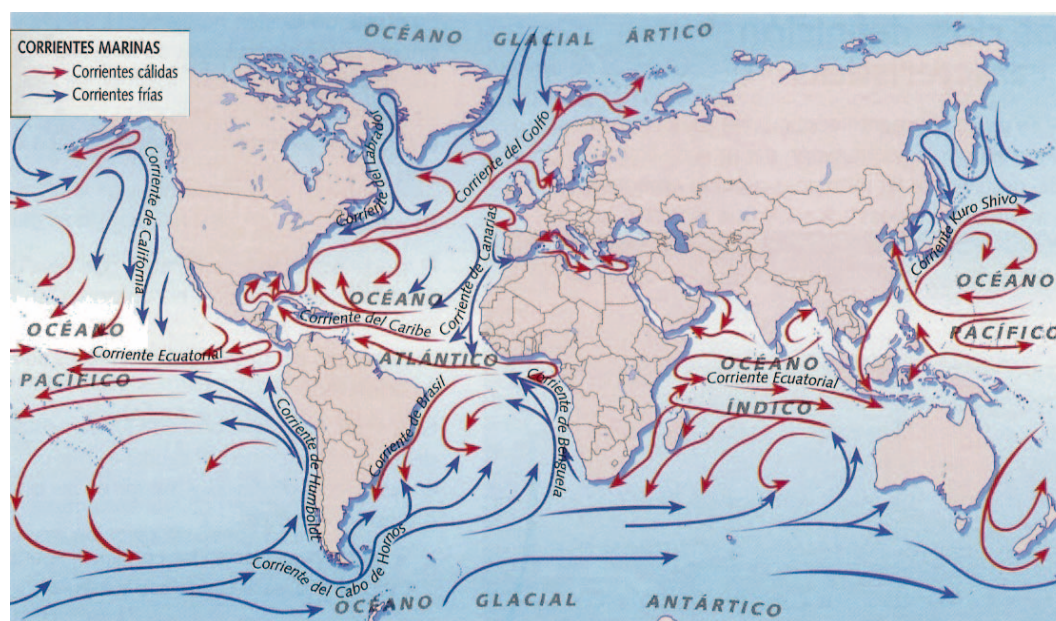 OCÉANO GLACIAL ÁRTICO
CORRIENTES MARINAS
Corrientes cálidas
Corrientes frías
Corriente del Labrador
Corriente del Golfo
Corriente de California
Corriente de Canarias
Corriente Kuro Shivo
OCÉANO
Corriente del Caribe
OCÉANO
OCÉANO
PACÍFICO
Corriente Ecuatorial
ATLÁNTICO
OCÉANO
PACÍFICO
Corriente Ecuatorial
ÍNDICO
Corriente de Brasil
Corriente de Benguela
Corriente de Humboldt
Corriente del Cabo de Hornos
OCÉANO GLACIAL ANTÁRTICO